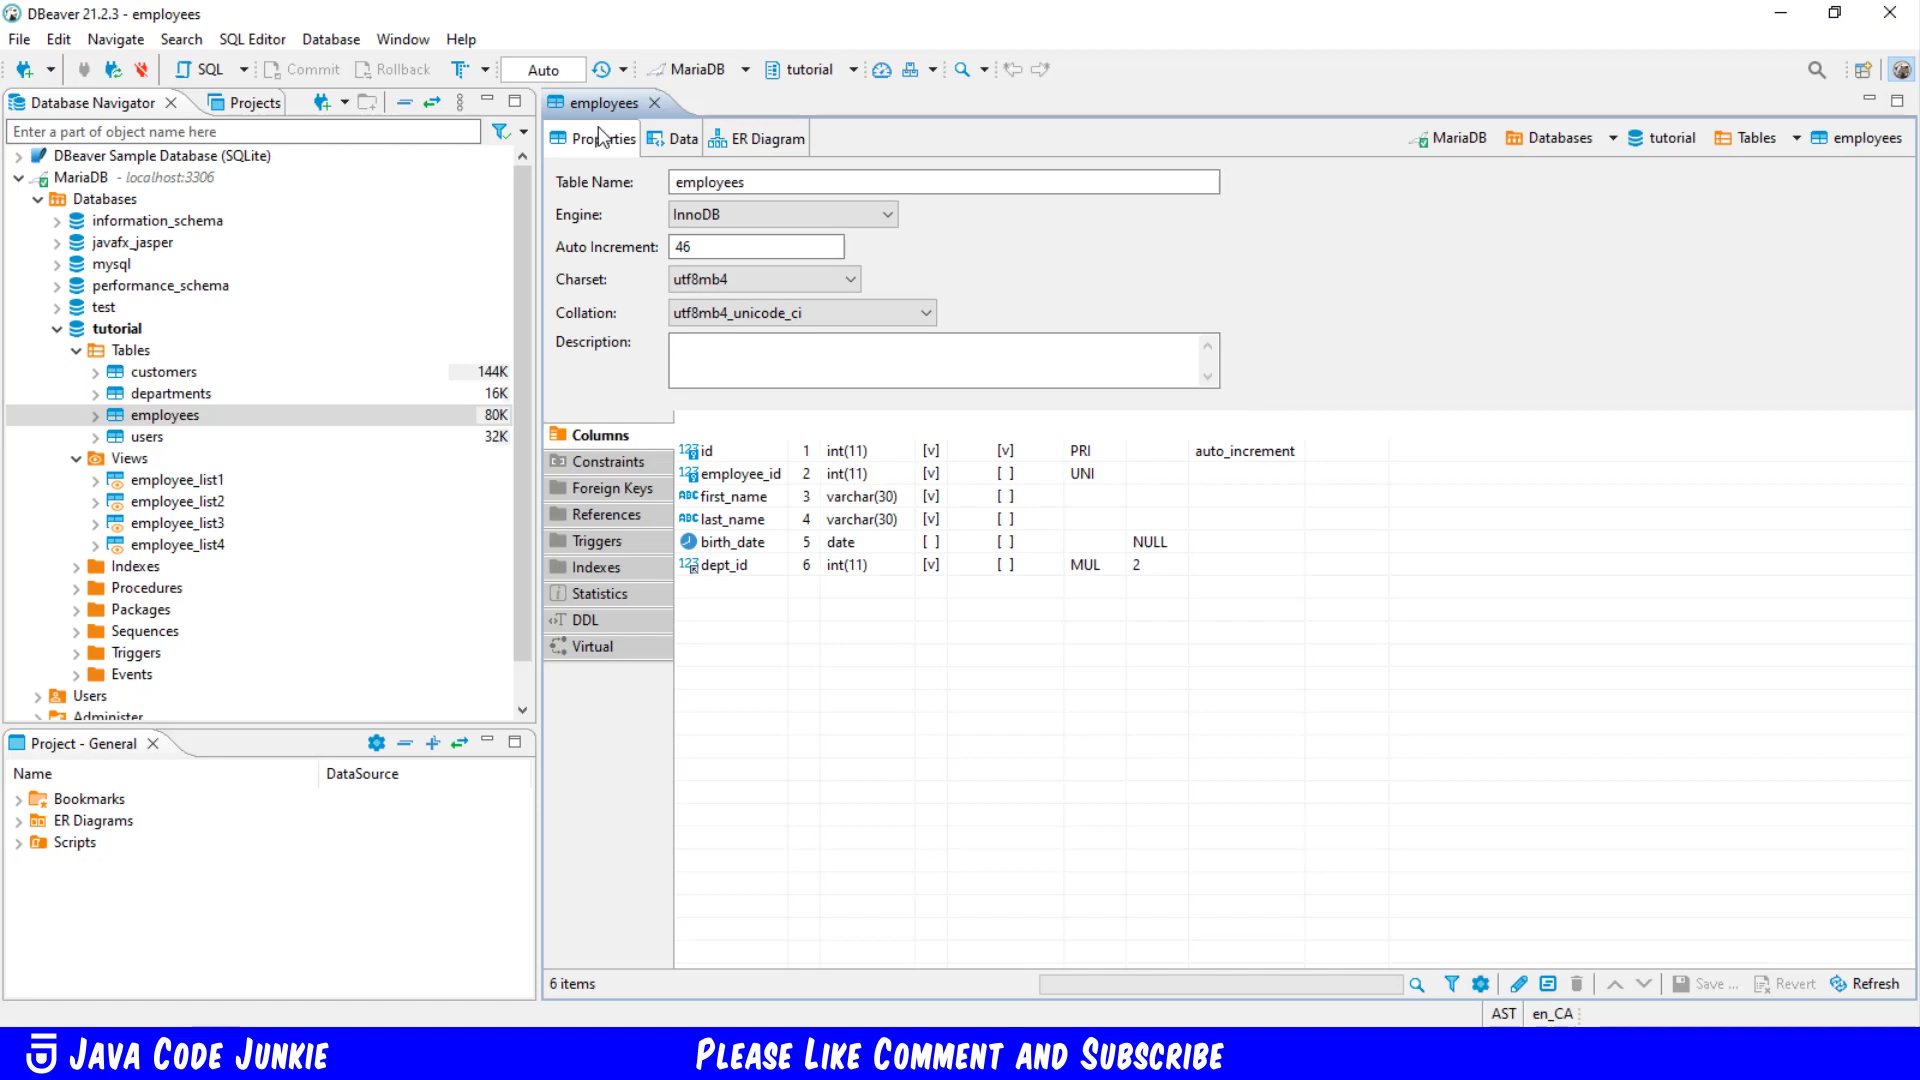 DBeaver 21.2.3 - employees
File Edit Navigate Search SQL Editor Database Window Help
SQL Commit Rollback Auto MariaDB tutorial
Database Navigator Projects
Enter a part of object name here
DBeaver Sample Database (SQLite)
MariaDB - localhost:3306
Databases
information_schema
javafx_jasper
mysql
performance_schema
test
tutorial
Tables
customers 144K
departments 16K
employees 80K
users 32K
Views
employee_list1
employee_list2
employee_list3
employee_list4
Indexes
Procedures
Packages
Sequences
Triggers
Events
Users
Administer
Project - General
Name DataSource
Bookmarks
ER Diagrams
Scripts
employees
Properties Data ER Diagram MariaDB Databases tutorial Tables employees
Table Name: employees
Engine: InnoDB
Auto Increment: 46
Charset: utf8mb4
Collation: utf8mb4_unicode_ci
Description:
Columns
Constraints
Foreign Keys
References
Triggers
Indexes
Statistics
DDL
Virtual
123 id 1 int(11) [v] [v] PRI auto_increment
123 employee_id 2 int(11) [v] [ ] UNI
ABC first_name 3 varchar(30) [v] [ ]
ABC last_name 4 varchar(30) [v] [ ]
birth_date 5 date [ ] [ ] NULL
123 dept_id 6 int(11) [v] [ ] MUL 2
6 items Save ... Revert Refresh
AST en_CA
JAVA CODE JUNKIE PLEASE LIKE COMMENT AND SUBSCRIBE